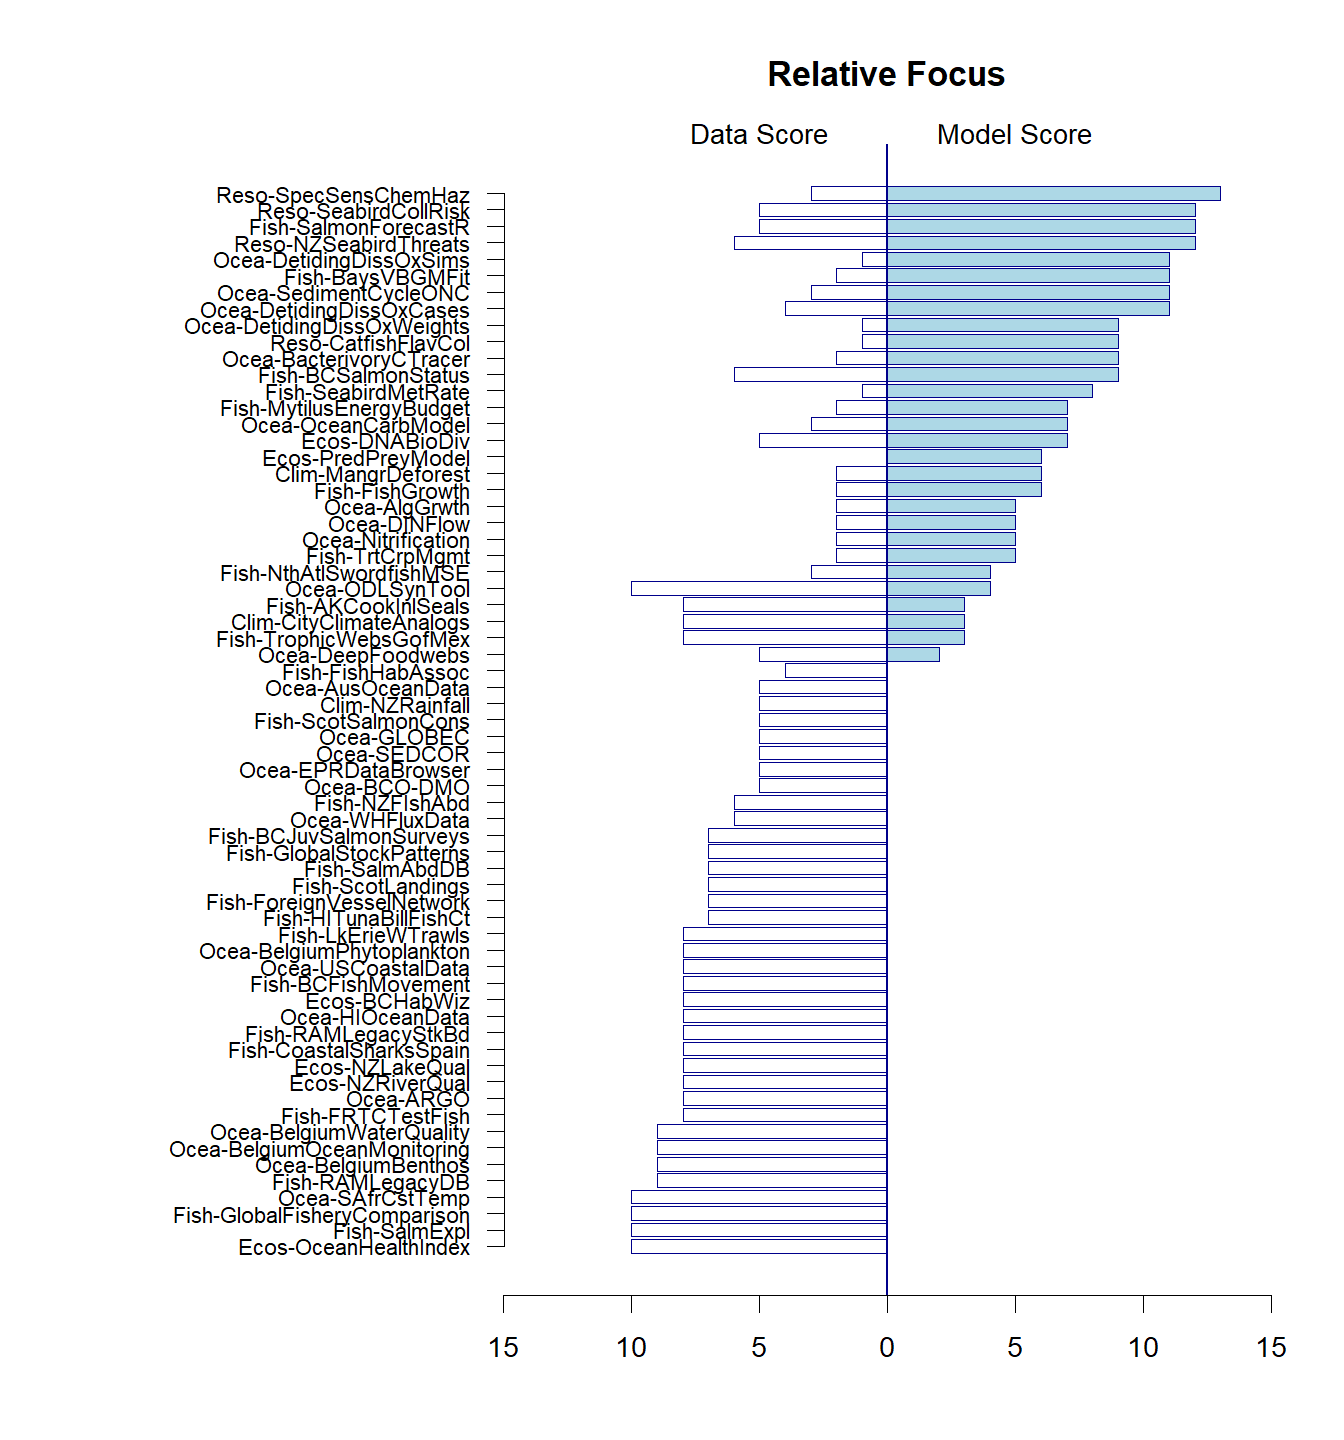 Relative Focus
Data Score Model Score
Reso-SpecSensChemHaz
Reso-SeabirdCollRisk
Fish-SalmonForecastR
Reso-NZSeabirdThreats
Ocea-DetidingDissOxSims
Fish-BaysVBGMFit
Ocea-SedimentCycleONC
Ocea-DetidingDissOxCases
Ocea-DetidingDissOxWeights
Reso-CatfishFlavCol
Ocea-BacterivoryCTracer
Fish-BCSalmonStatus
Fish-SeabirdMetRate
Fish-MytilusEnergyBudget
Ocea-OceanCarbModel
Ecos-DNABioDiv
Ecos-PredPreyModel
Clim-MangrDeforest
Fish-FishGrowth
Ocea-AlgGrwth
Ocea-DINFlow
Ocea-Nitrification
Fish-TrtCrpMgmt
Fish-NthAtlSwordfishMSE
Ocea-ODLSynTool
Fish-AKCookInlSeals
Clim-CityClimateAnalogs
Fish-TrophicWebsGofMex
Ocea-DeepFoodwebs
Fish-FishHabAssoc
Ocea-AusOceanData
Clim-NZRainfall
Fish-ScotSalmonCons
Ocea-GLOBEC
Ocea-SEDCOR
Ocea-EPRDataBrowser
Ocea-BCO-DMO
Fish-NZFIshAbd
Ocea-WHFluxData
Fish-BCJuvSalmonSurveys
Fish-GlobalStockPatterns
Fish-SalmAbdDB
Fish-ScotLandings
Fish-ForeignVesselNetwork
Fish-HITunaBillFishCt
Fish-LkErieWTrawls
Ocea-BelgiumPhytoplankton
Ocea-USCoastalData
Fish-BCFishMovement
Ecos-BCHabWiz
Ocea-HIOceanData
Fish-RAMLegacyStkBd
Fish-CoastalSharksSpain
Ecos-NZLakeQual
Ecos-NZRiverQual
Ocea-ARGO
Fish-FRTCTestFish
Ocea-BelgiumWaterQuality
Ocea-BelgiumOceanMonitoring
Ocea-BelgiumBenthos
Fish-RAMLegacyDB
Ocea-SAfrCstTemp
Fish-GlobalFisheryComparison
Fish-SalmExpl
Ecos-OceanHealthIndex
15 10 5 0 5 10 15